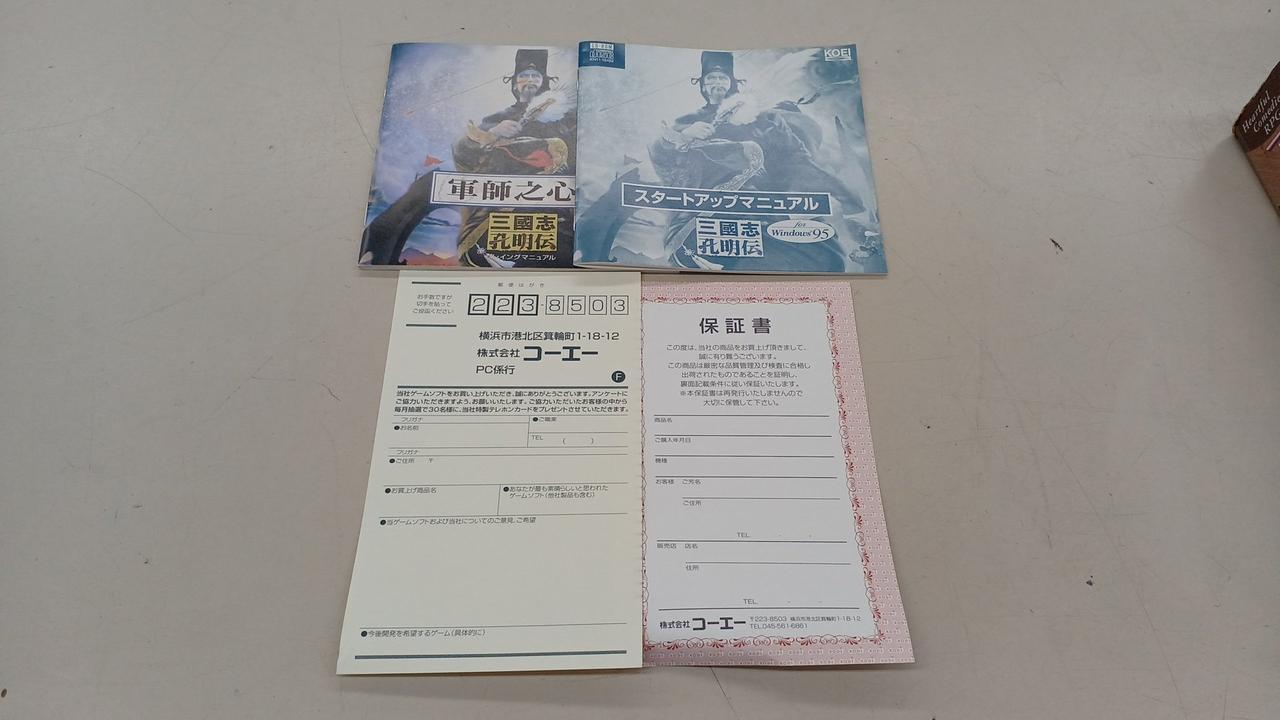 軍師之心
三國志
孔明伝
ィングマニュアル
CD-ROM
KOEI
スタートアップマニュアル
三國志
孔明伝
for
Windows 95
郵便はがき
お手数ですが
切手を貼って
ご投函ください
223-8503
横浜市港北区箕輪町1-18-12
株式会社コーエー
PC係行
F
当社ゲームソフトをお買い上げいただき、誠にありがとうございます。アンケートに
ご協力いただきますよう、お願いいたします。ご協力いただいたお客様の中から
毎月抽選で30名様に、当社特製テレホンカードをプレゼントさせていただきます。
フリガナ
●お名前
●ご職業
TEL ( )
フリガナ
●ご住所 〒
●お買上げ商品名
●あなたが最も素晴らしいと思われた
ゲームソフト(他社製品も含む)
●当ゲームソフトおよび当社についてのご意見、ご希望
●今後開発を希望するゲーム(具体的に)
保証書
この度は、当社の商品をお買上げ頂きまして、
誠に有り難うございます。
この商品は厳密な品質管理及び検査に合格し
出荷されたものであることを証明し、
裏面記載条件に従い保証いたします。
※本保証書は再発行いたしませんので
大切に保管して下さい。
商品名
ご購入年月日
機種
お客様 ご芳名
ご住所
TEL. - -
販売店 店名
住所
TEL. - -
株式会社コーエー
〒223-8503 横浜市港北区箕輪町1-18-12
TEL.045-561-6861
Heartful
Comedic
RPG